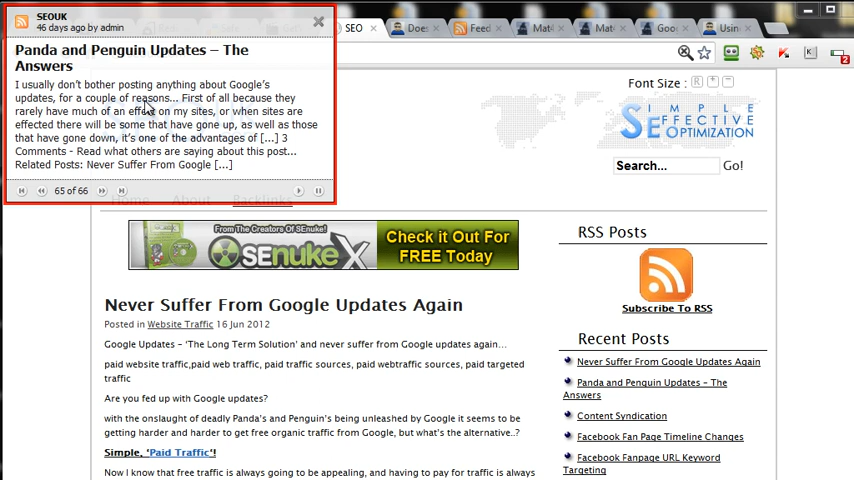 SEOUK
46 days ago by admin
Panda and Penguin Updates – The
Answers
I usually don't bother posting anything about Google's
updates, for a couple of reasons... First of all because they
rarely have much of an effect on my sites, or when sites are
effected there will be some that have gone up, as well as those
that have gone down, it's one of the advantages of [...] 3
Comments - Read what others are saying about this post...
Related Posts: Never Suffer From Google [...]
65 of 66
SEO
Does
Feed
Mat
Mat
Goo
Usin
Font Size :
R
+
-
SIMPLE
EFFECTIVE
OPTIMIZATION
Search...
Go!
Home
About
Backlinks
From The Creators Of SEnuke!
SENUKE X
Check it Out For
FREE Today
Never Suffer From Google Updates Again
Posted in Website Traffic 16 Jun 2012
Google Updates – 'The Long Term Solution' and never suffer from Google updates again...
paid website traffic,paid web traffic, paid traffic sources, paid webtraffic sources, paid targeted
traffic
Are you fed up with Google updates?
with the onslaught of deadly Panda's and Penguin's being unleashed by Google it seems to be
getting harder and harder to get free organic traffic from Google, but what's the alternative..?
Simple, 'Paid Traffic'!
Now I know that free traffic is always going to be appealing, and having to pay for traffic is always
RSS Posts
Subscribe To RSS
Recent Posts
Never Suffer From Google Updates Again
Panda and Penguin Updates – The
Answers
Content Syndication
Facebook Fan Page Timeline Changes
Facebook Fanpage URL Keyword
Targeting